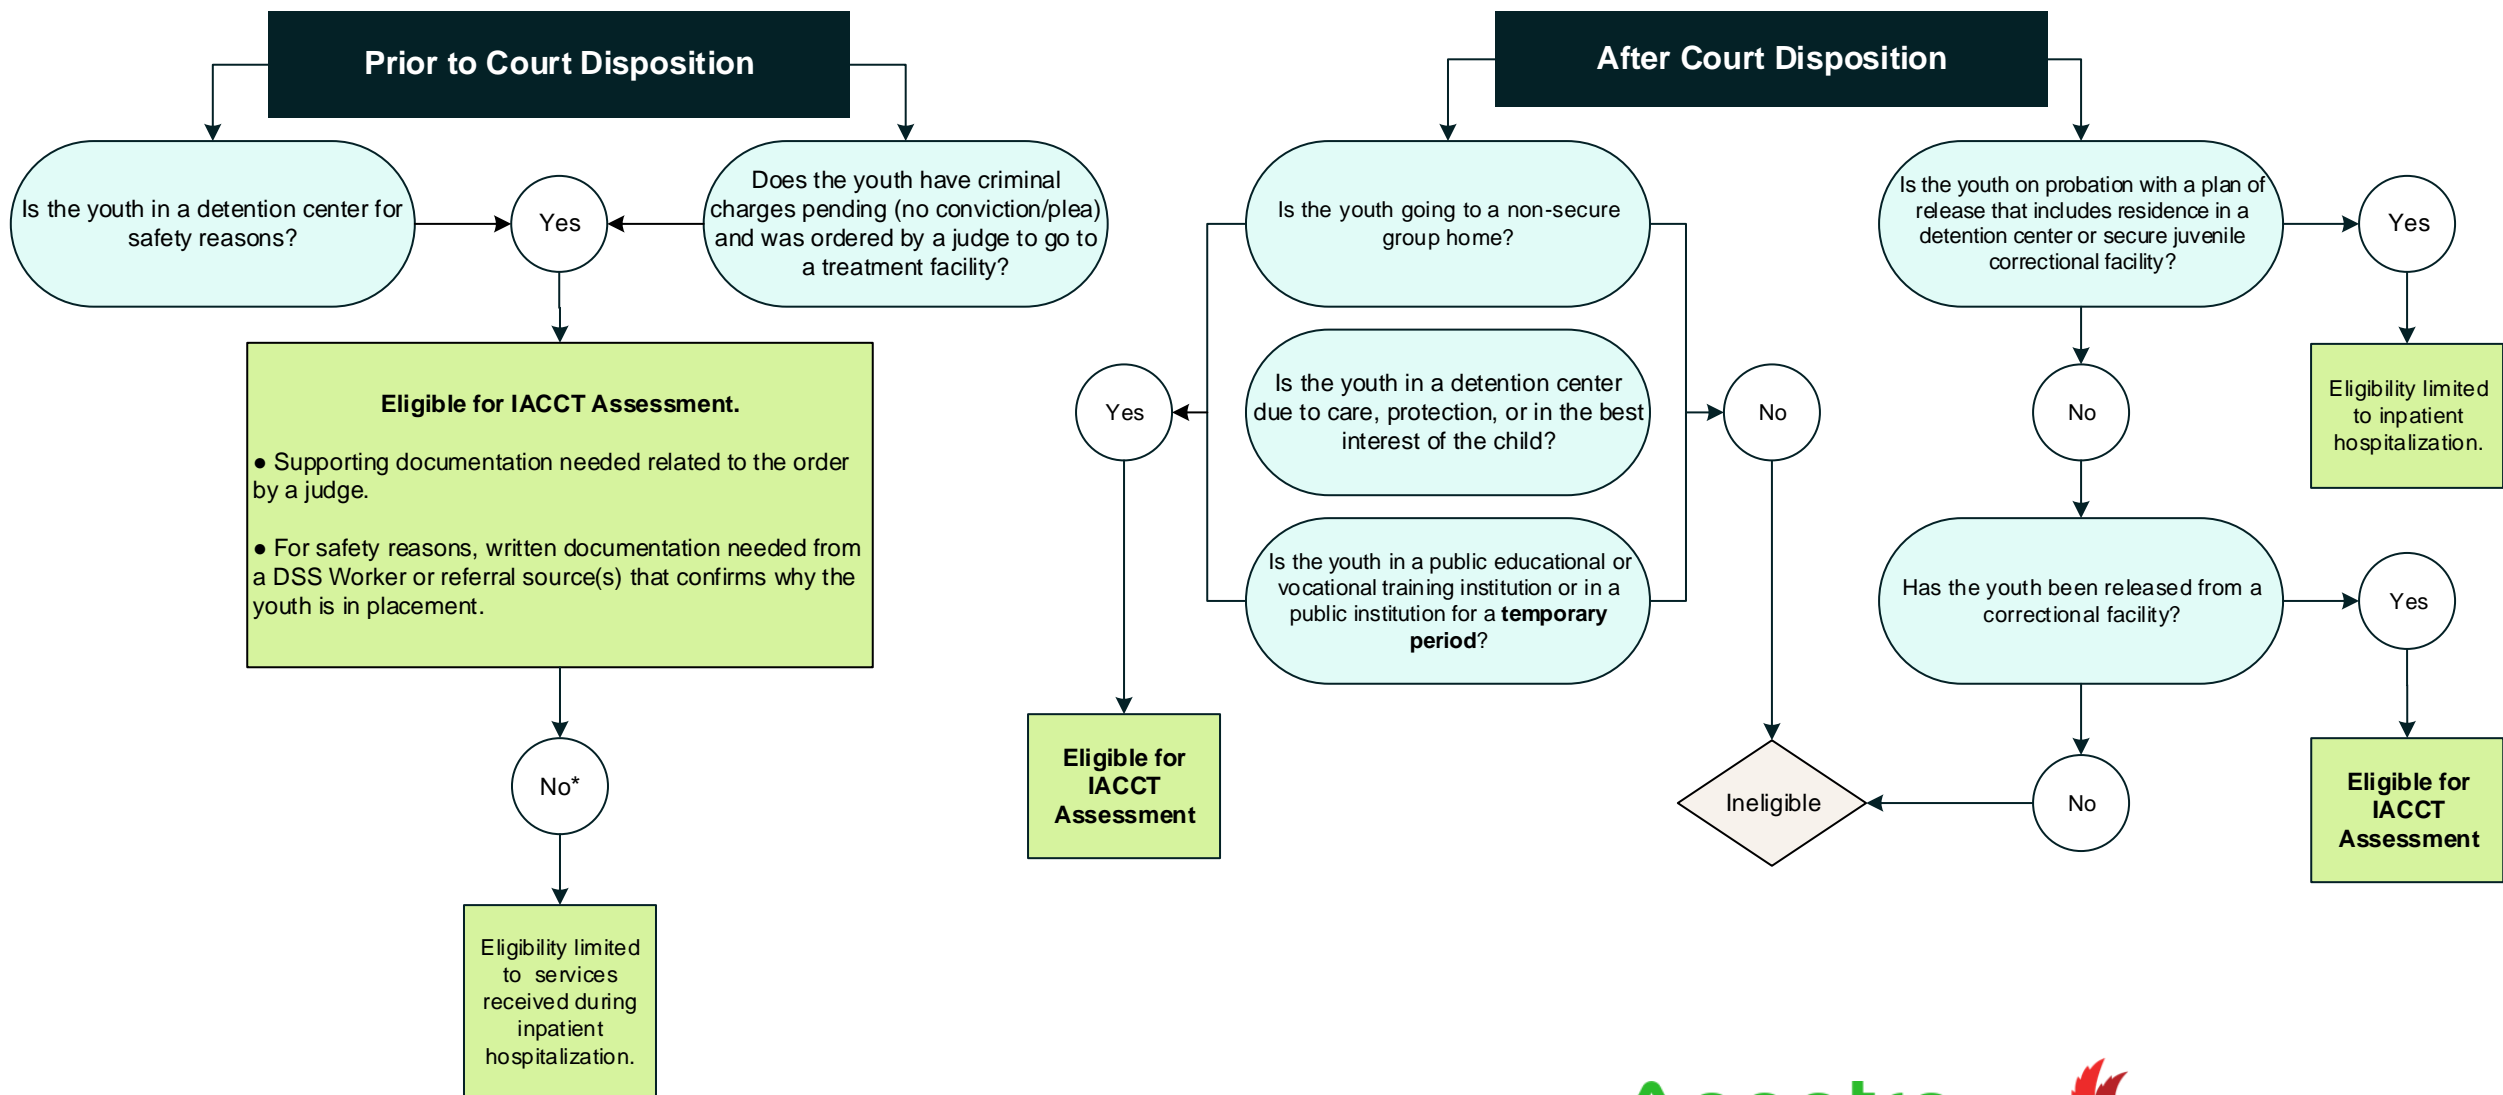 Prior to Court Disposition
Is the youth in a detention center for
safety reasons?
Yes
Does the youth have criminal
charges pending (no conviction/plea)
and was ordered by a judge to go to
a treatment facility?
Eligible for IACCT Assessment.
● Supporting documentation needed related to the order
by a judge.
● For safety reasons, written documentation needed from
a DSS Worker or referral source(s) that confirms why the
youth is in placement.
No*
Eligibility limited
to services
received during
inpatient
hospitalization.
After Court Disposition
Is the youth going to a non-secure
group home?
Is the youth in a detention center
due to care, protection, or in the best
interest of the child?
Is the youth in a public educational or
vocational training institution or in a
public institution for a temporary
period?
Yes
Eligible for
IACCT
Assessment
No
Ineligible
Is the youth on probation with a plan of
release that includes residence in a
detention center or secure juvenile
correctional facility?
Yes
Eligibility limited
to inpatient
hospitalization.
No
Has the youth been released from a
correctional facility?
Yes
Eligible for
IACCT
Assessment
No